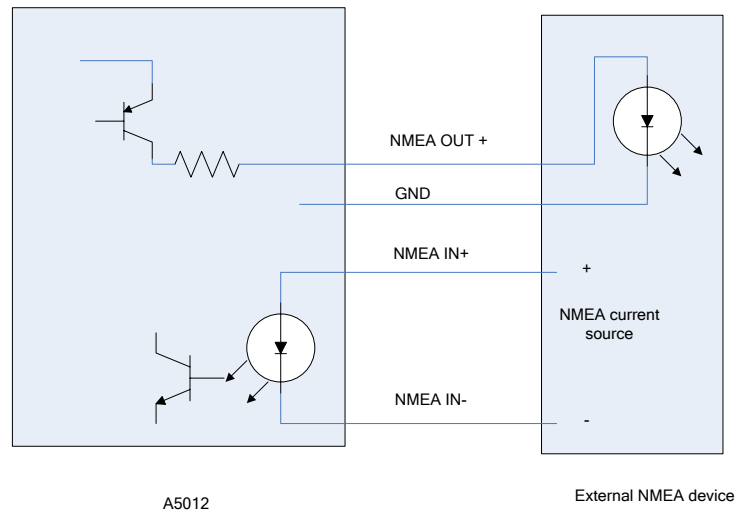 NMEA OUT +
GND
NMEA IN+
+
NMEA current
source
NMEA IN-
-
A5012
External NMEA device